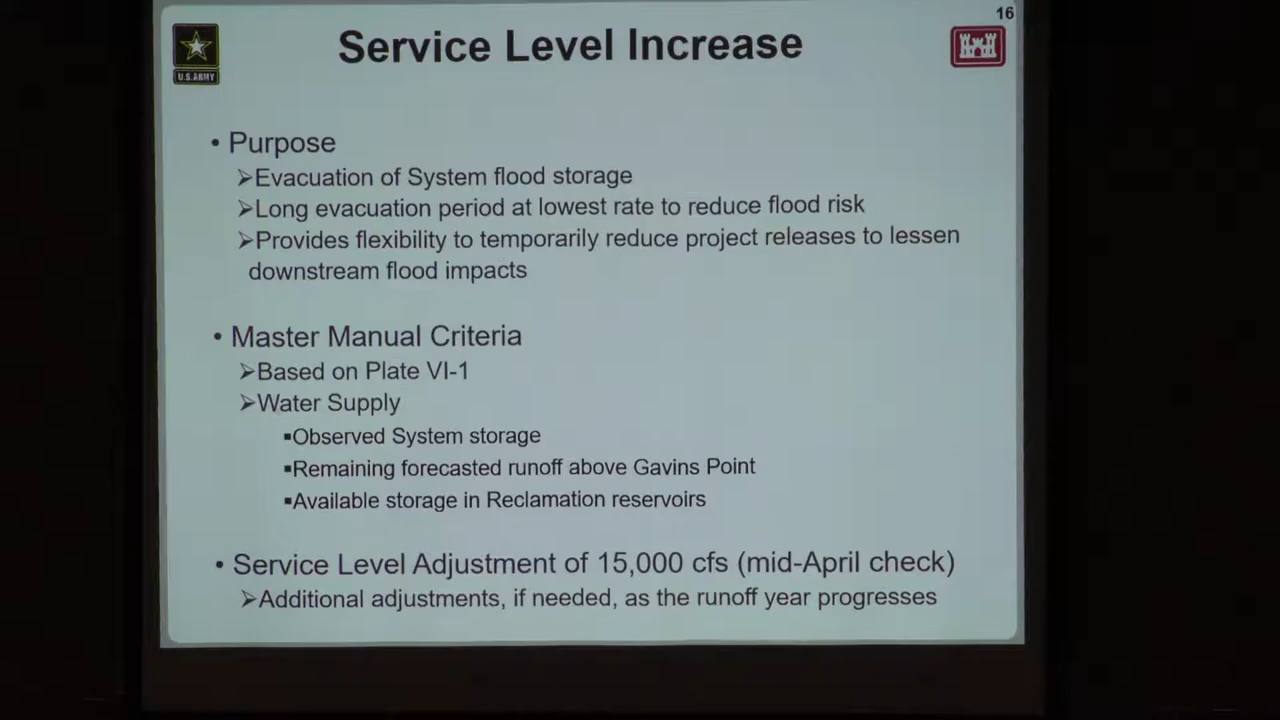 16
Service Level Increase
U.S.ARMY
• Purpose
➢Evacuation of System flood storage
➢Long evacuation period at lowest rate to reduce flood risk
➢Provides flexibility to temporarily reduce project releases to lessen
downstream flood impacts
• Master Manual Criteria
➢Based on Plate VI-1
➢Water Supply
▪Observed System storage
▪Remaining forecasted runoff above Gavins Point
▪Available storage in Reclamation reservoirs
• Service Level Adjustment of 15,000 cfs (mid-April check)
➢Additional adjustments, if needed, as the runoff year progresses